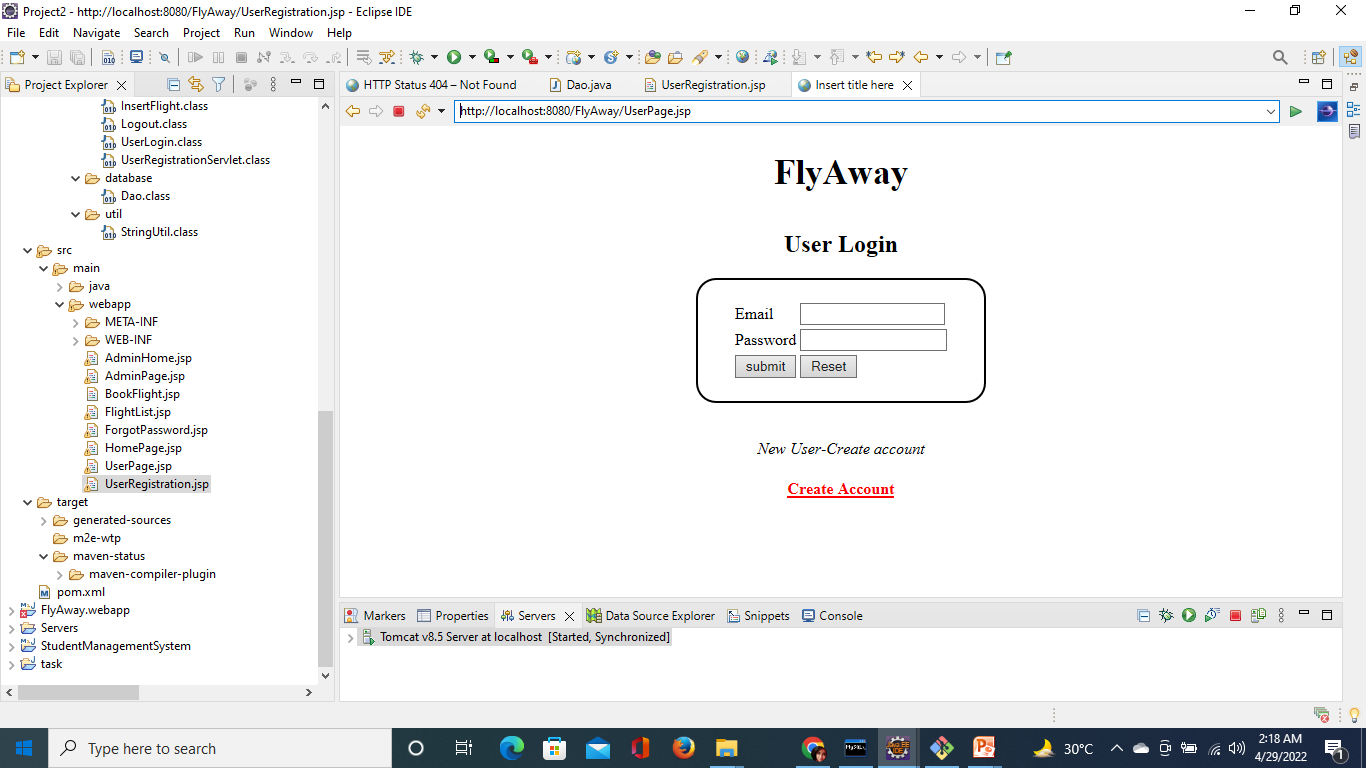 Project2 - http://localhost:8080/FlyAway/UserRegistration.jsp - Eclipse IDE
File Edit Navigate Search Project Run Window Help
Project Explorer
InsertFlight.class
Logout.class
UserLogin.class
UserRegistrationServlet.class
database
Dao.class
util
StringUtil.class
src
main
java
webapp
META-INF
WEB-INF
AdminHome.jsp
AdminPage.jsp
BookFlight.jsp
FlightList.jsp
ForgotPassword.jsp
HomePage.jsp
UserPage.jsp
UserRegistration.jsp
target
generated-sources
m2e-wtp
maven-status
maven-compiler-plugin
pom.xml
FlyAway.webapp
Servers
StudentManagementSystem
task
HTTP Status 404 – Not Found Dao.java UserRegistration.jsp Insert title here
http://localhost:8080/FlyAway/UserPage.jsp
FlyAway
User Login
Email
Password
submit Reset
New User-Create account
Create Account
Markers Properties Servers Data Source Explorer Snippets Console
Tomcat v8.5 Server at localhost [Started, Synchronized]
Type here to search
30°C
2:18 AM
4/29/2022
1